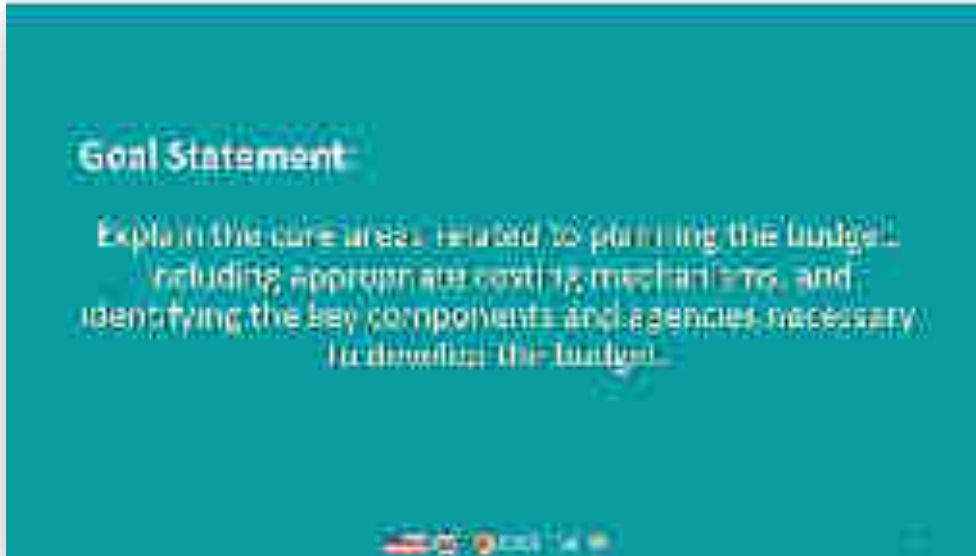 Goal Statement:
Explain the core areas related to planning the budget,
including appropriate costing mechanisms, and
identifying the key components and agencies necessary
to develop the budget.